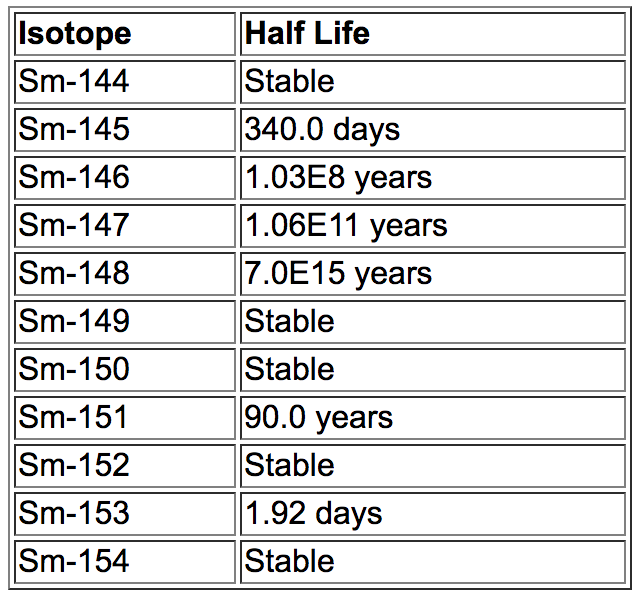 Isotope Half Life
Sm-144 Stable
Sm-145 340.0 days
Sm-146 1.03E8 years
Sm-147 1.06E11 years
Sm-148 7.0E15 years
Sm-149 Stable
Sm-150 Stable
Sm-151 90.0 years
Sm-152 Stable
Sm-153 1.92 days
Sm-154 Stable